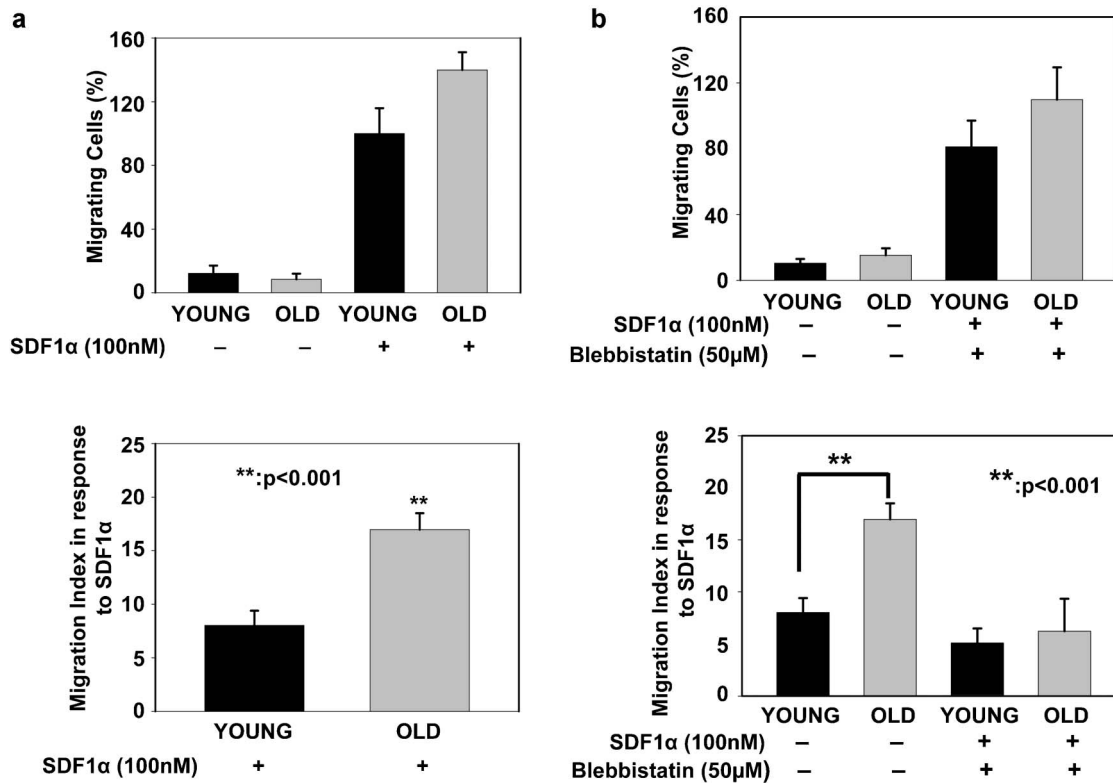 a
160
120
80
40
0
Migrating Cells (%)
YOUNG OLD YOUNG OLD
SDF1α (100nM) – – + +
b
160
120
80
40
0
Migrating Cells (%)
YOUNG OLD YOUNG OLD
SDF1α (100nM) – – + +
Blebbistatin (50µM) – – + +
25
20
15
10
5
0
Migration Index in response
to SDF1α
**:p<0.001
**
YOUNG OLD
SDF1α (100nM) + +
25
20
15
10
5
0
Migration Index in response
to SDF1α
**
**:p<0.001
YOUNG OLD YOUNG OLD
SDF1α (100nM) – – + +
Blebbistatin (50µM) – – + +